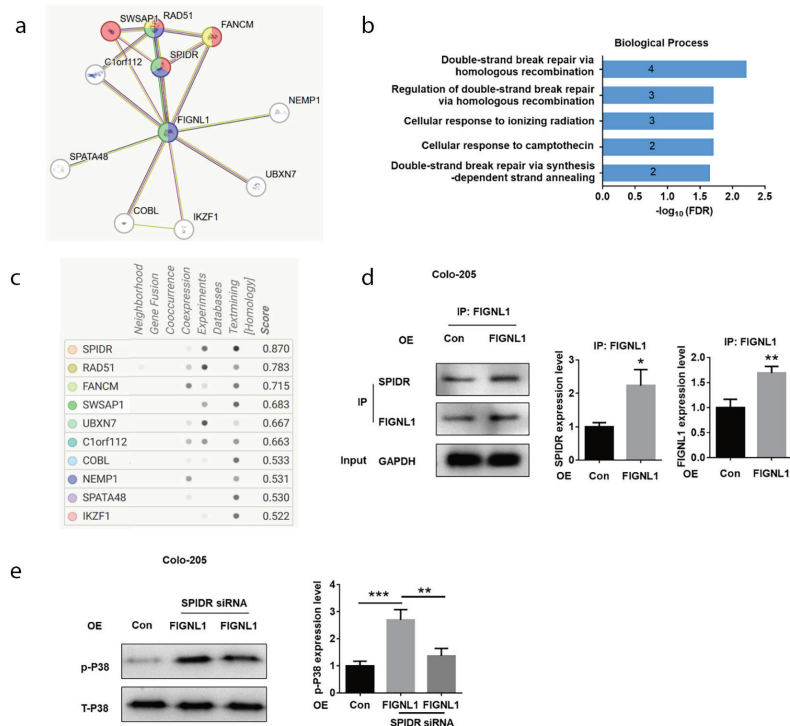 a
SWSAP1
RAD51
FANCM
C1orf112
SPIDR
NEMP1
FIGNL1
SPATA48
UBXN7
COBL
IKZF1
b
Biological Process
Double-strand break repair via
homologous recombination
4
Regulation of double-strand break repair
via homologous recombination
3
Cellular response to ionizing radiation
3
Cellular response to camptothecin
2
Double-strand break repair via synthesis
-dependent strand annealing
2
0.0 0.5 1.0 1.5 2.0 2.5
-log10 (FDR)
c
Neighborhood
Gene Fusion
Cooccurrence
Coexpression
Experiments
Databases
Textmining
[Homology]
Score
SPIDR 0.870
RAD51 0.783
FANCM 0.715
SWSAP1 0.683
UBXN7 0.667
C1orf112 0.663
COBL 0.533
NEMP1 0.531
SPATA48 0.530
IKZF1 0.522
d
Colo-205
IP: FIGNL1
OE Con FIGNL1
SPIDR
IP
FIGNL1
Input GAPDH
IP: FIGNL1
SPIDR expression level
3
2
1
0
*
OE Con FIGNL1
IP: FIGNL1
FIGNL1 expression level
2.0
1.5
1.0
0.5
0.0
**
OE Con FIGNL1
e
Colo-205
SPIDR siRNA
OE Con FIGNL1 FIGNL1
p-P38
T-P38
p-P38 expression level
4
3
2
1
0
*** **
Con FIGNL1 FIGNL1
OE
SPIDR siRNA